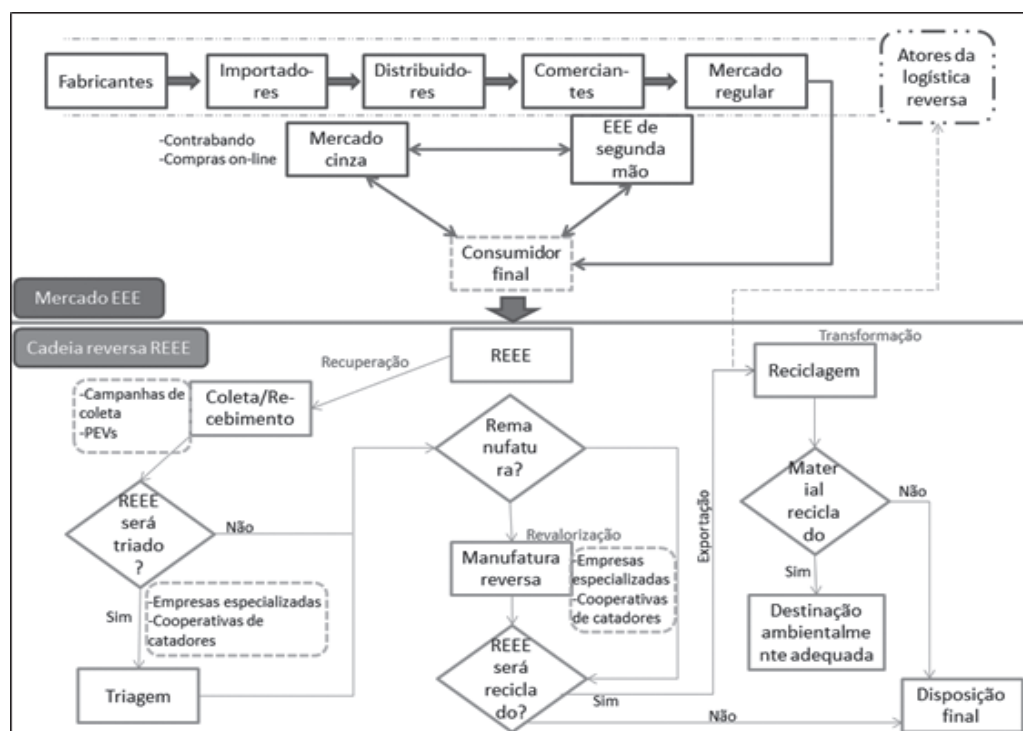 Fabricantes
Importado-
res
Distribuido-
res
Comercian-
tes
Mercado
regular
Atores da
logística
reversa
-Contrabando
-Compras on-line
Mercado
cinza
EEE de
segunda
mão
Consumidor
final
Mercado EEE
Cadeia reversa REEE
Recuperação
REEE
Transformação
Reciclagem
-Campanhas de
coleta
-PEVs
Coleta/Re-
cebimento
Rema
nufatu
ra?
REEE
será
triado
?
Não
Mater
ial
recicla
do
Não
Exportação
Revalorização
Manufatura
reversa
-Empresas
especializadas
-Cooperativas
de catadores
Sim
-Empresas especializadas
-Cooperativas de
catadores
Sim
Destinação
ambientalme
nte adequada
Triagem
REEE
será
recicla
do?
Sim
Não
Disposição
final